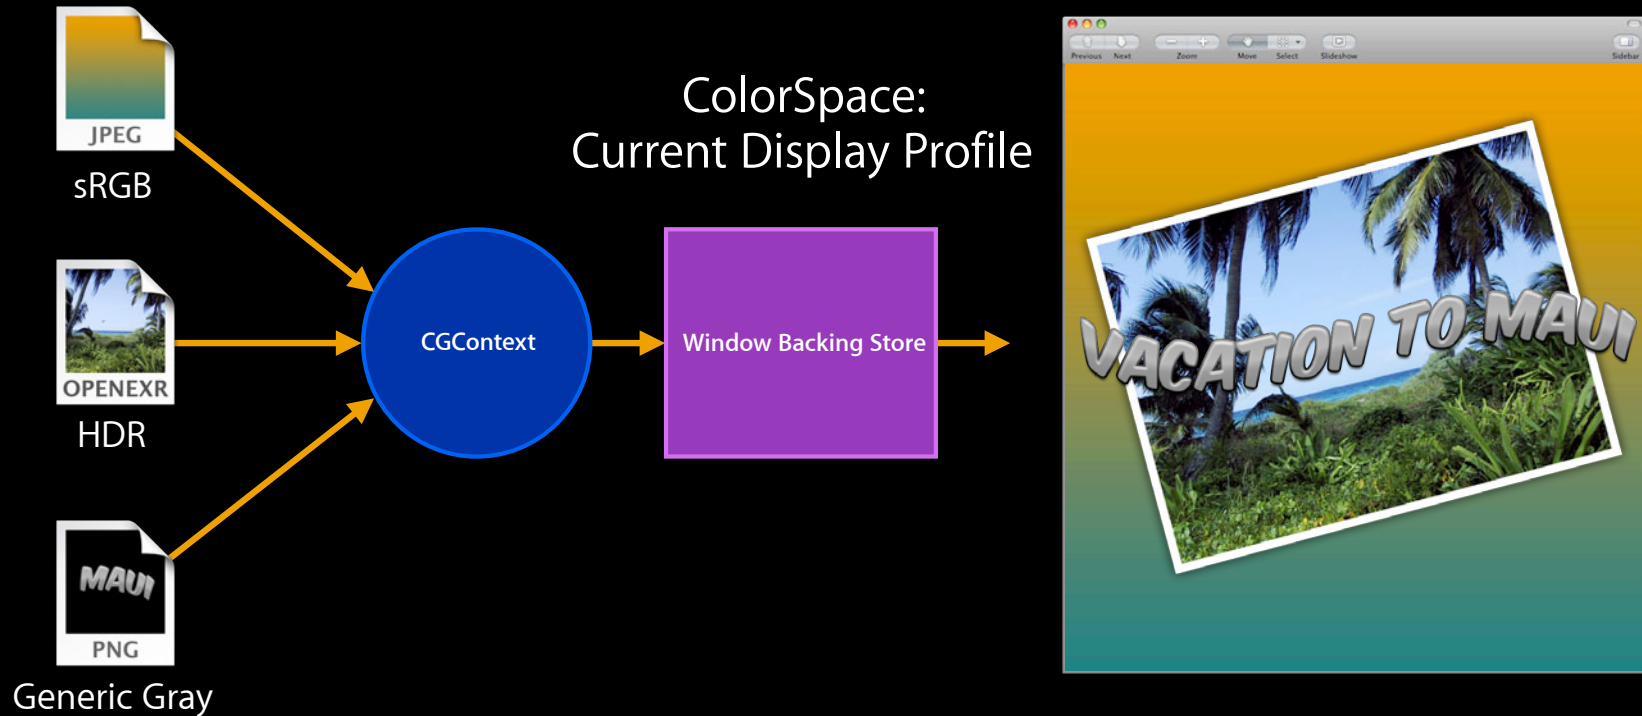 JPEG
sRGB
OPENEXR
HDR
MAUI
PNG
Generic Gray
CGContext
ColorSpace:
Current Display Profile
Window Backing Store
Previous Next Zoom Move Select Slideshow Sidebar
VACATION TO MAUI